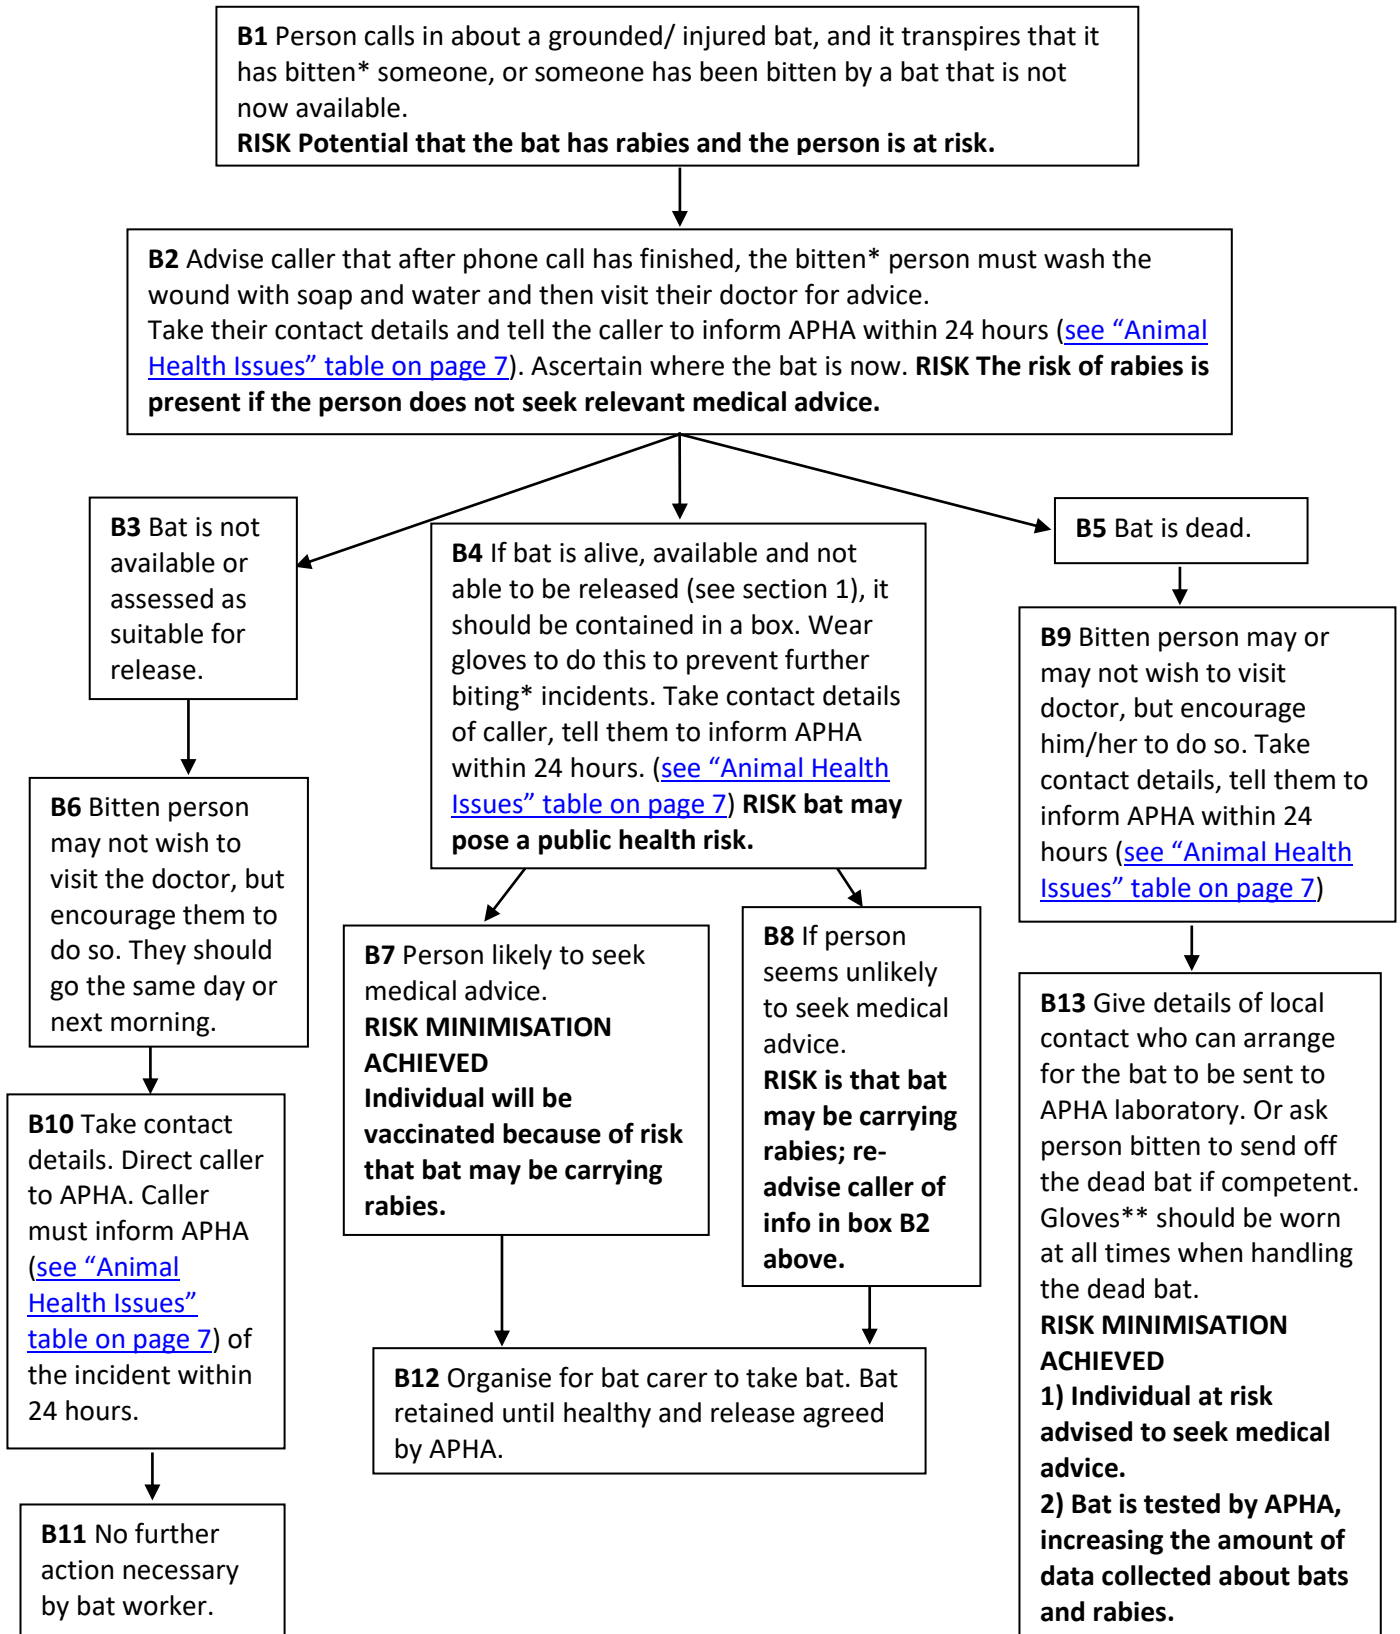 B1 Person calls in about a grounded/ injured bat, and it transpires that it
has bitten* someone, or someone has been bitten by a bat that is not
now available.
RISK Potential that the bat has rabies and the person is at risk.
B2 Advise caller that after phone call has finished, the bitten* person must wash the
wound with soap and water and then visit their doctor for advice.
Take their contact details and tell the caller to inform APHA within 24 hours (see “Animal
Health Issues” table on page 7). Ascertain where the bat is now. RISK The risk of rabies is
present if the person does not seek relevant medical advice.
B3 Bat is not
available or
assessed as
suitable for
release.
B4 If bat is alive, available and not
able to be released (see section 1), it
should be contained in a box. Wear
gloves to do this to prevent further
biting* incidents. Take contact details
of caller, tell them to inform APHA
within 24 hours. (see “Animal Health
Issues” table on page 7) RISK bat may
pose a public health risk.
B5 Bat is dead.
B6 Bitten person
may not wish to
visit the doctor, but
encourage them to
do so. They should
go the same day or
next morning.
B7 Person likely to seek
medical advice.
RISK MINIMISATION
ACHIEVED
Individual will be
vaccinated because of risk
that bat may be carrying
rabies.
B8 If person
seems unlikely
to seek medical
advice.
RISK is that bat
may be carrying
rabies; re-
advise caller of
info in box B2
above.
B9 Bitten person may or
may not wish to visit
doctor, but encourage
him/her to do so. Take
contact details, tell them to
inform APHA within 24
hours (see “Animal Health
Issues” table on page 7)
B10 Take contact
details. Direct caller
to APHA. Caller
must inform APHA
(see “Animal
Health Issues”
table on page 7) of
the incident within
24 hours.
B11 No further
action necessary
by bat worker.
B12 Organise for bat carer to take bat. Bat
retained until healthy and release agreed
by APHA.
B13 Give details of local
contact who can arrange
for the bat to be sent to
APHA laboratory. Or ask
person bitten to send off
the dead bat if competent.
Gloves** should be worn
at all times when handling
the dead bat.
RISK MINIMISATION
ACHIEVED
1) Individual at risk
advised to seek medical
advice.
2) Bat is tested by APHA,
increasing the amount of
data collected about bats
and rabies.